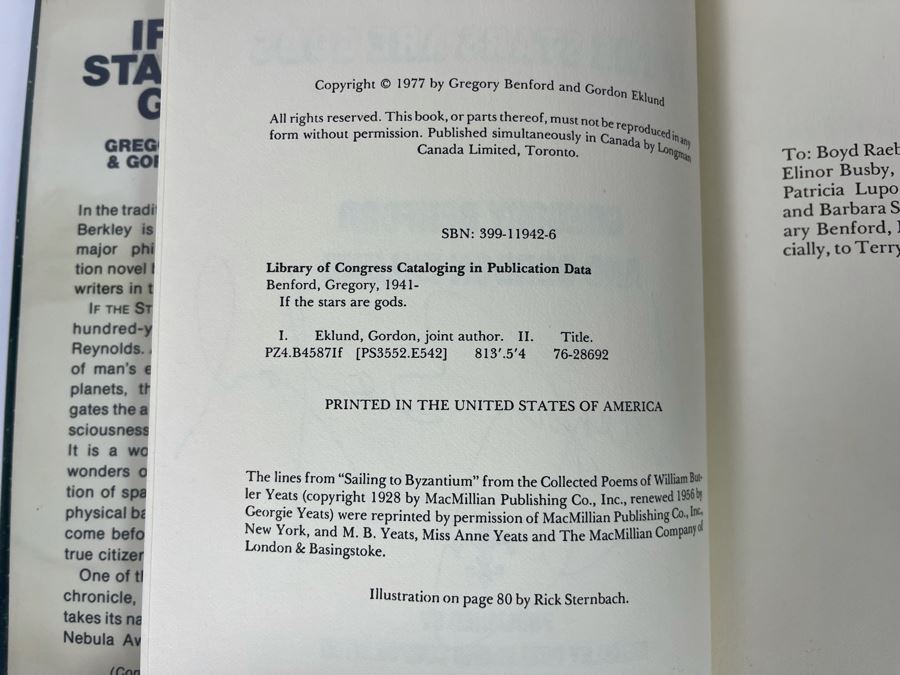 IF
STA
G
GREG
& GOR
In the tradi
Berkley is
major phi
tion novel
writers in t
IF THE ST
hundred-y
Reynolds.
of man's e
planets, th
gates the a
sciousness
It is a wo
wonders o
tion of spa
physical ba
come befo
true citizen
One of th
chronicle,
takes its na
Nebula Aw
(Con
Copyright © 1977 by Gregory Benford and Gordon Eklund
All rights reserved. This book, or parts thereof, must not be reproduced in any
form without permission. Published simultaneously in Canada by Longman
Canada Limited, Toronto.
SBN: 399-11942-6
Library of Congress Cataloging in Publication Data
Benford, Gregory, 1941-
If the stars are gods.
I. Eklund, Gordon, joint author. II. Title.
PZ4.B4587If [PS3552.E542] 813'.5'4 76-28692
PRINTED IN THE UNITED STATES OF AMERICA
The lines from “Sailing to Byzantium” from the Collected Poems of William But-
ler Yeats (copyright 1928 by MacMillian Publishing Co., Inc., renewed 1956 by
Georgie Yeats) were reprinted by permission of MacMillian Publishing Co., Inc,
New York, and M. B. Yeats, Miss Anne Yeats and The MacMillian Company of
London & Basingstoke.
Illustration on page 80 by Rick Sternbach.
To: Boyd Raeb
Elinor Busby,
Patricia Lupo
and Barbara S
ary Benford,
cially, to Terry